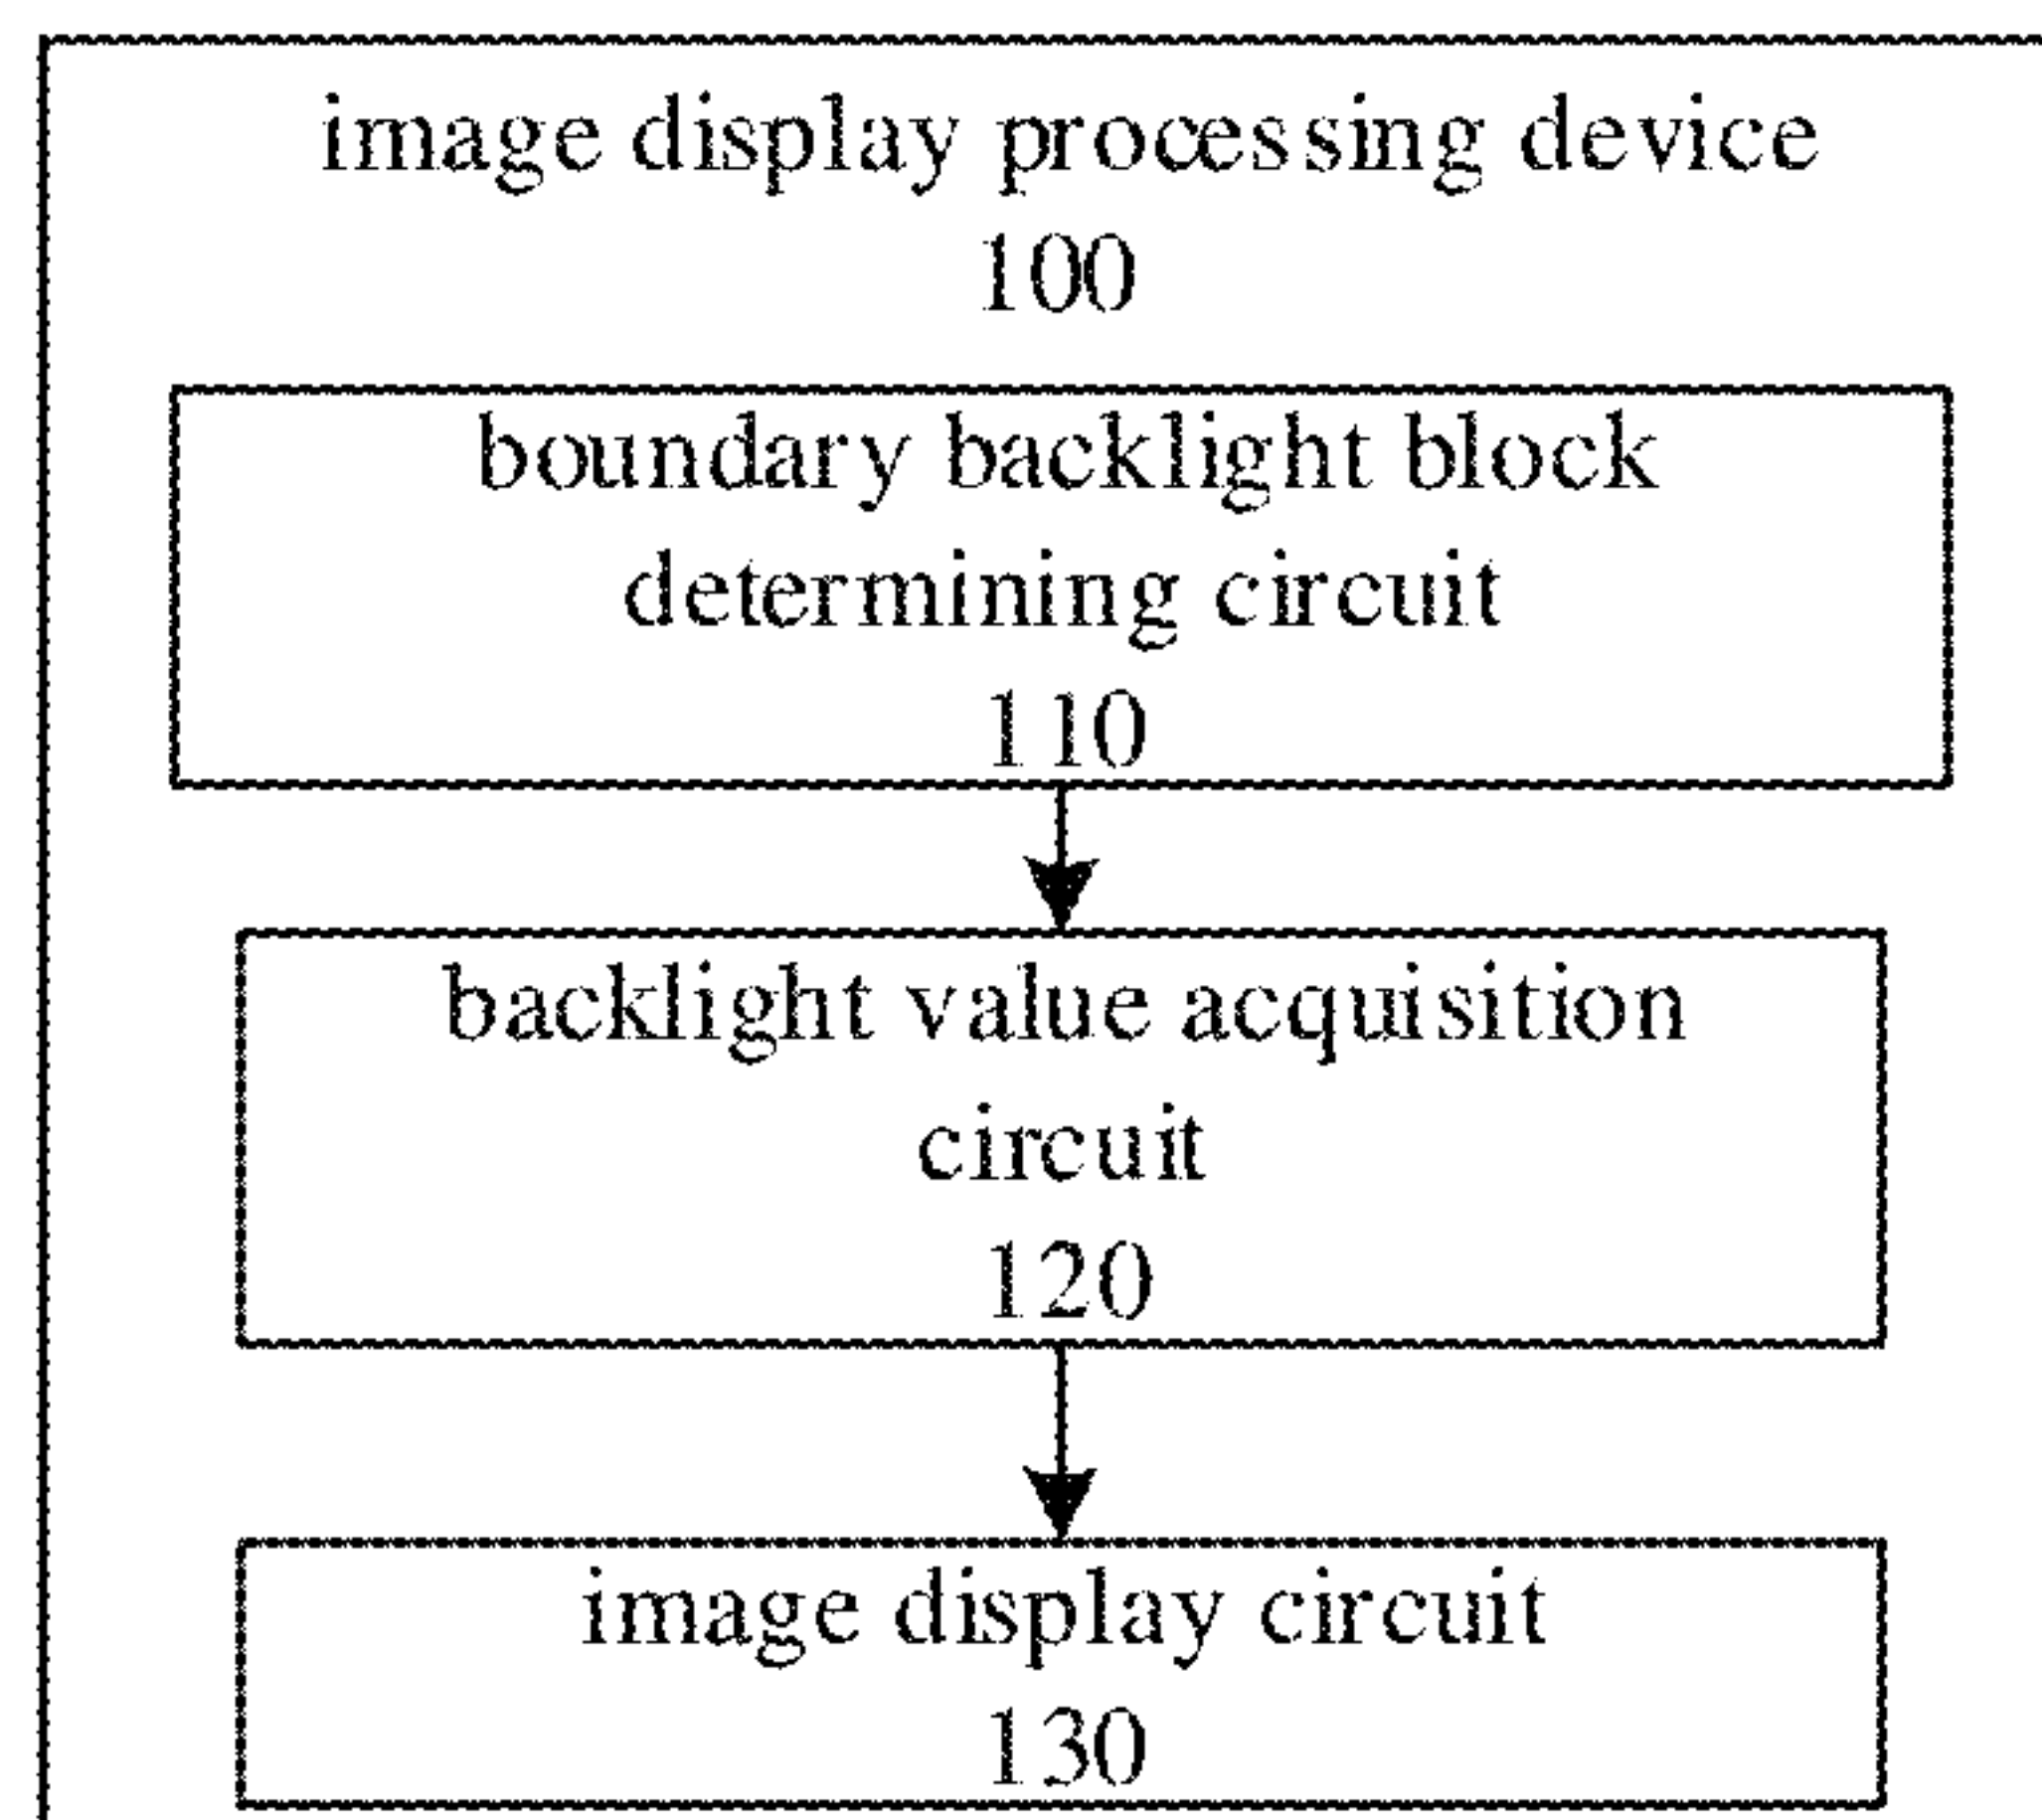 image display processing device
100
boundary backlight block
determining circuit
110
backlight value acquisition
circuit
120
image display circuit
130